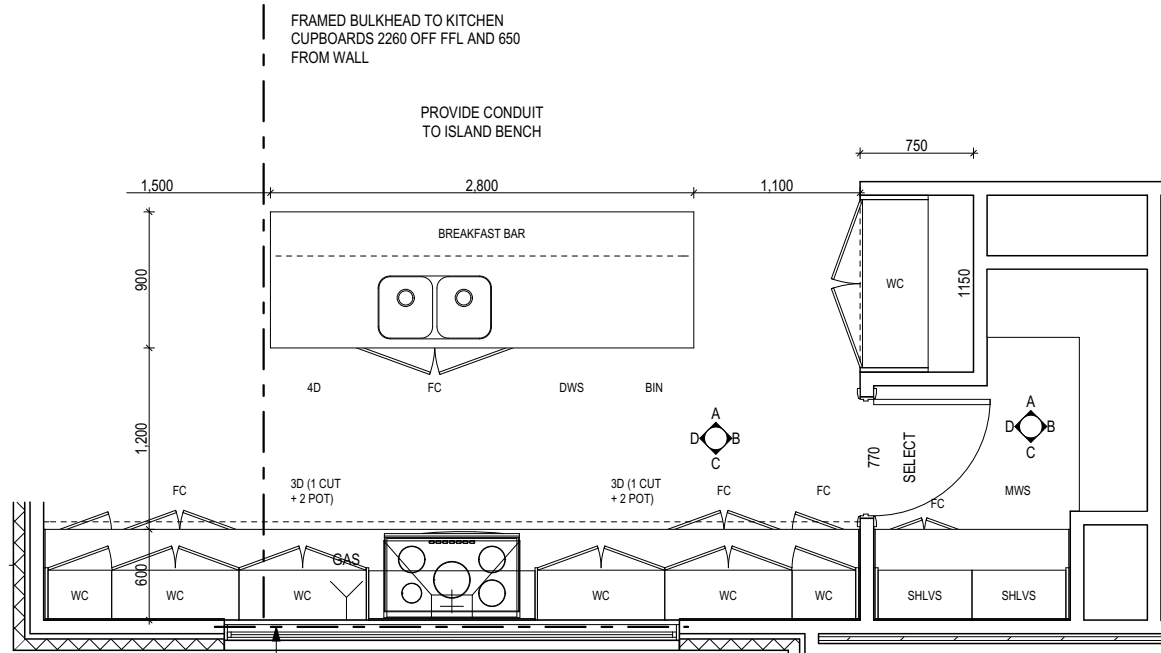 FRAMED BULKHEAD TO KITCHEN
CUPBOARDS 2260 OFF FFL AND 650
FROM WALL
PROVIDE CONDUIT
TO ISLAND BENCH
750
1,500
2,800
1,100
BREAKFAST BAR
900
WC
1150
4D
FC
DWS
BIN
A
D B
C
A
D B
C
1,200
770
SELECT
FC
3D (1 CUT
+ 2 POT)
3D (1 CUT
+ 2 POT)
FC
FC
FC
MWS
GAS
600
WC
WC
WC
WC
WC
WC
SHLVS
SHLVS